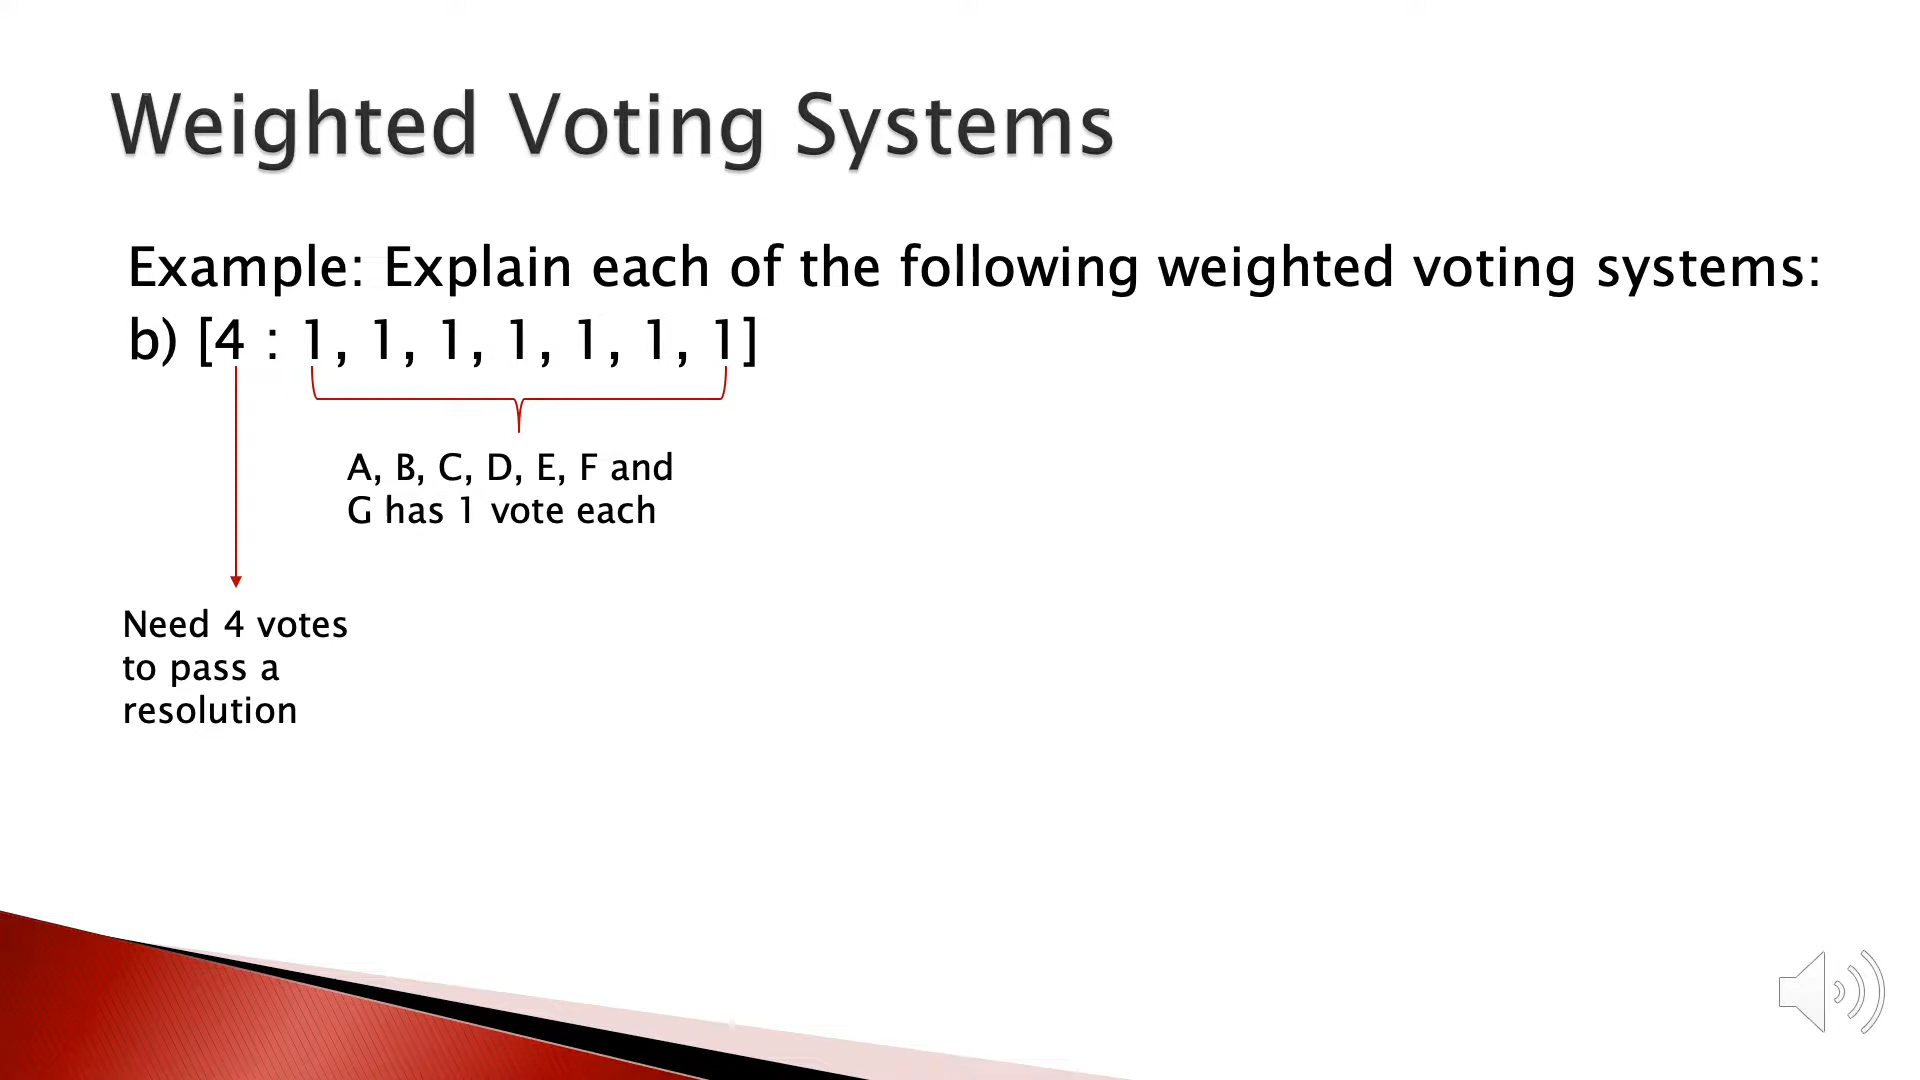 Weighted Voting Systems
Example: Explain each of the following weighted voting systems:
b) [4 : 1, 1, 1, 1, 1, 1, 1]
A, B, C, D, E, F and
G has 1 vote each
Need 4 votes
to pass a
resolution